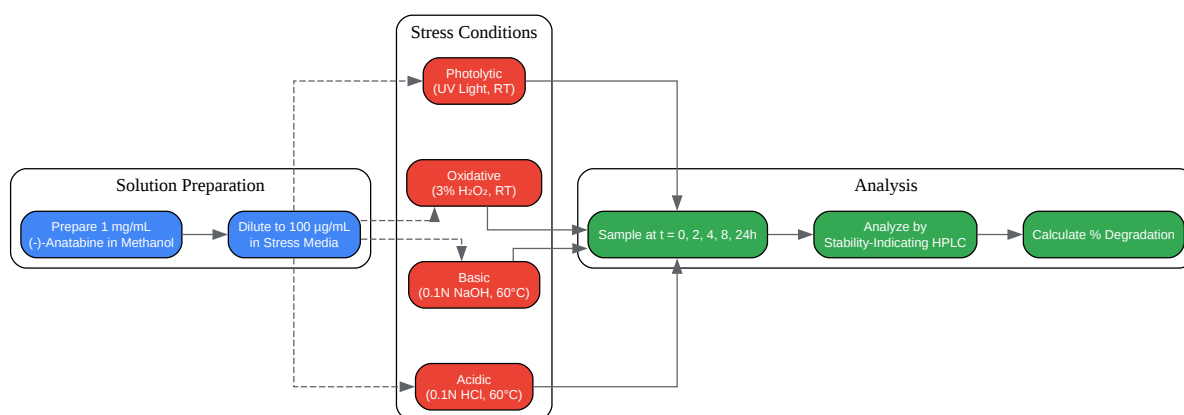 Stress Conditions
Photolytic
(UV Light, RT)
Oxidative
(3% H₂O₂, RT)
Basic
(0.1N NaOH, 60°C)
Acidic
(0.1N HCl, 60°C)
Solution Preparation
Prepare 1 mg/mL
(-)-Anatabine in Methanol
Dilute to 100 µg/mL
in Stress Media
Analysis
Sample at t = 0, 2, 4, 8, 24h
Analyze by
Stability-Indicating HPLC
Calculate % Degradation